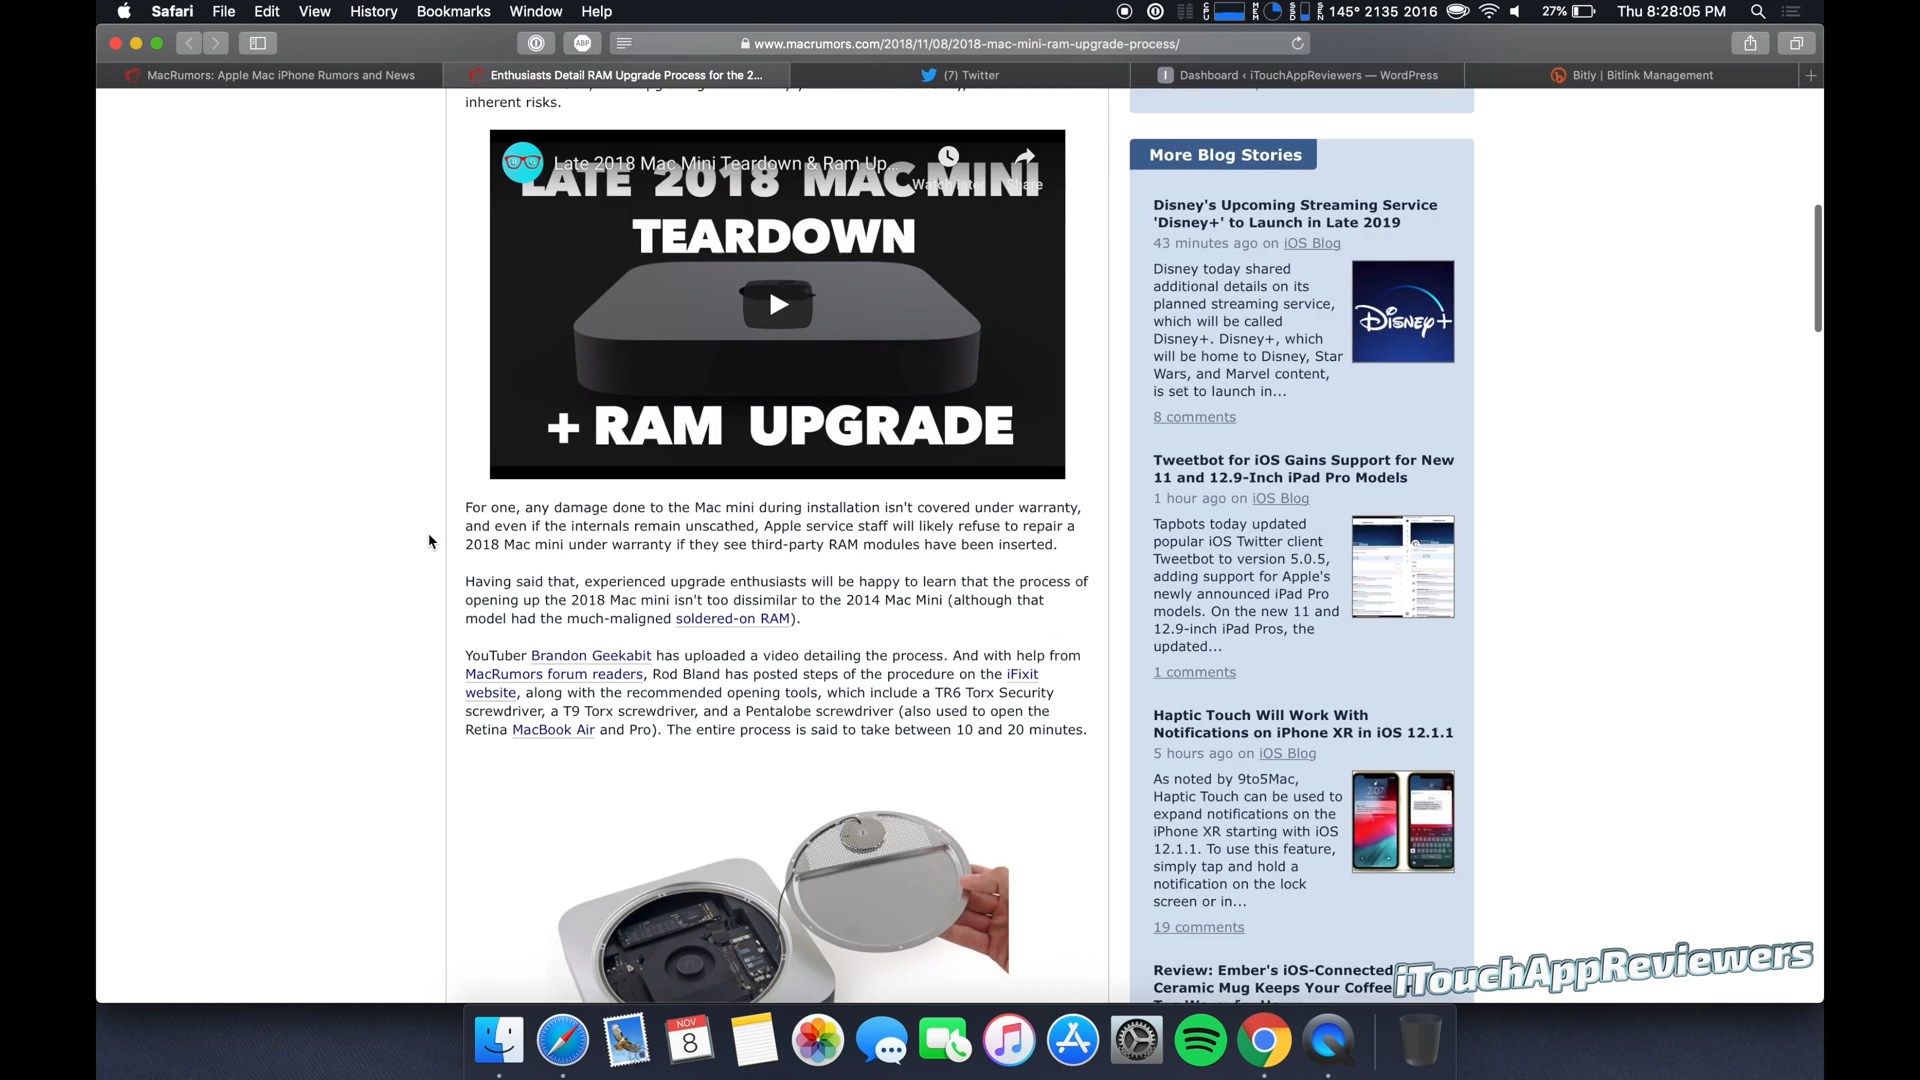 Safari File Edit View History Bookmarks Window Help
145° 2135 2016 27% Thu 8:28:05 PM
ABP
www.macrumors.com/2018/11/08/2018-mac-mini-ram-upgrade-process/
MacRumors: Apple Mac iPhone Rumors and News
Enthusiasts Detail RAM Upgrade Process for the 2...
(7) Twitter
Dashboard ‹ iTouchAppReviewers — WordPress
Bitly | Bitlink Management
inherent risks.
Late 2018 Mac Mini Teardown & Ram Up...
Watch later Share
LATE 2018 MAC MINI
TEARDOWN
+ RAM UPGRADE
For one, any damage done to the Mac mini during installation isn't covered under warranty,
and even if the internals remain unscathed, Apple service staff will likely refuse to repair a
2018 Mac mini under warranty if they see third-party RAM modules have been inserted.
Having said that, experienced upgrade enthusiasts will be happy to learn that the process of
opening up the 2018 Mac mini isn't too dissimilar to the 2014 Mac Mini (although that
model had the much-maligned soldered-on RAM).
YouTuber Brandon Geekabit has uploaded a video detailing the process. And with help from
MacRumors forum readers, Rod Bland has posted steps of the procedure on the iFixit
website, along with the recommended opening tools, which include a TR6 Torx Security
screwdriver, a T9 Torx screwdriver, and a Pentalobe screwdriver (also used to open the
Retina MacBook Air and Pro). The entire process is said to take between 10 and 20 minutes.
More Blog Stories
Disney's Upcoming Streaming Service
'Disney+' to Launch in Late 2019
43 minutes ago on iOS Blog
Disney today shared
additional details on its
planned streaming service,
which will be called
Disney+. Disney+, which
will be home to Disney, Star
Wars, and Marvel content,
is set to launch in...
Disney+
8 comments
Tweetbot for iOS Gains Support for New
11 and 12.9-Inch iPad Pro Models
1 hour ago on iOS Blog
Tapbots today updated
popular iOS Twitter client
Tweetbot to version 5.0.5,
adding support for Apple's
newly announced iPad Pro
models. On the new 11 and
12.9-inch iPad Pros, the
updated...
1 comments
Haptic Touch Will Work With
Notifications on iPhone XR in iOS 12.1.1
5 hours ago on iOS Blog
As noted by 9to5Mac,
Haptic Touch can be used to
expand notifications on the
iPhone XR starting with iOS
12.1.1. To use this feature,
simply tap and hold a
notification on the lock
screen or in...
2:07
19 comments
Review: Ember's iOS-Connected
Ceramic Mug Keeps Your Coffee
iTouchAppReviewers
NOV
8